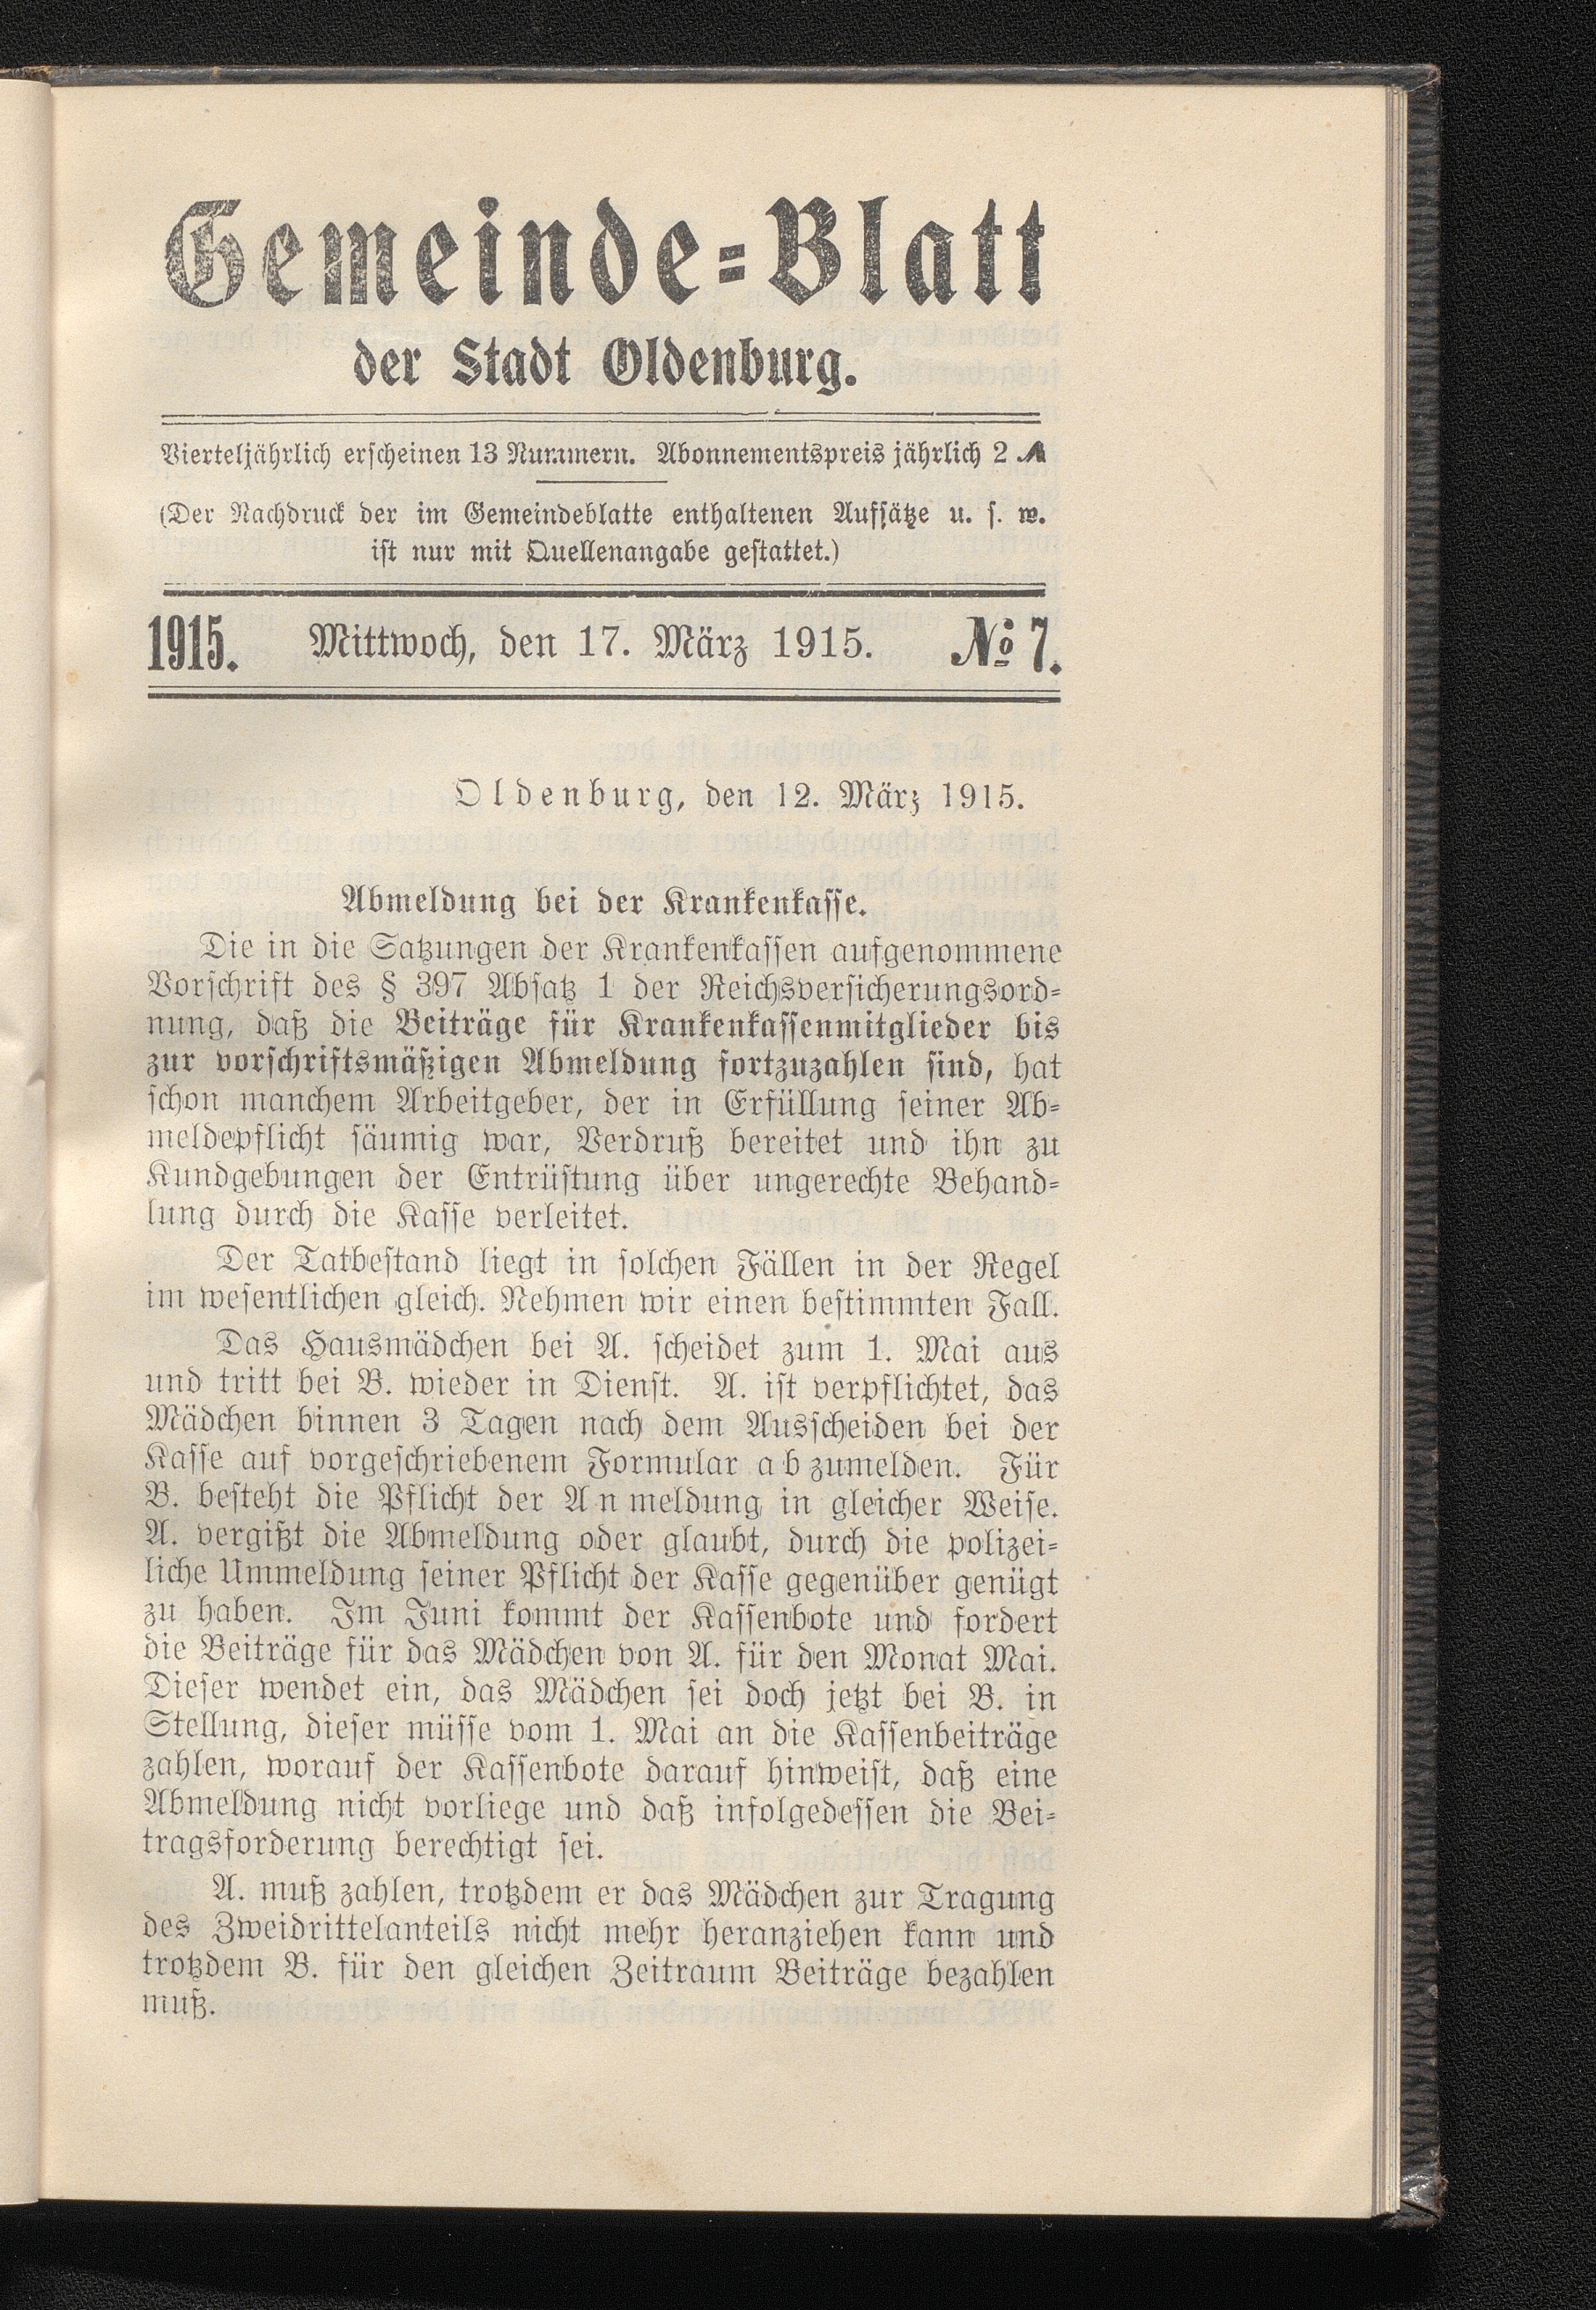 Gemeinde=Blatt
der Stadt Oldenburg.
Vierteljährlich erscheinen 13 Nummern. Abonnementspreis jährlich 2 ℳ
(Der Nachdruck der im Gemeindeblatte enthaltenen Aufsätze u. s. w.
ist nur mit Quellenangabe gestattet.)
1915. Mittwoch, den 17. März 1915. № 7.
Oldenburg, den 12. März 1915.
Abmeldung bei der Krankenkasse.
Die in die Satzungen der Krankenkassen aufgenommene
Vorschrift des § 397 Absatz 1 der Reichsversicherungsord=
nung, daß die Beiträge für Krankenkassenmitglieder bis
zur vorschriftsmäßigen Abmeldung fortzuzahlen sind, hat
schon manchem Arbeitgeber, der in Erfüllung seiner Ab=
meldepflicht säumig war, Verdruß bereitet und ihn zu
Kundgebungen der Entrüstung über ungerechte Behand=
lung durch die Kasse verleitet.
Der Tatbestand liegt in solchen Fällen in der Regel
im wesentlichen gleich. Nehmen wir einen bestimmten Fall.
Das Hausmädchen bei A. scheidet zum 1. Mai aus
und tritt bei B. wieder in Dienst. A. ist verpflichtet, das
Mädchen binnen 3 Tagen nach dem Ausscheiden bei der
Kasse auf vorgeschriebenem Formular abzumelden. Für
B. besteht die Pflicht der Anmeldung in gleicher Weise.
A. vergißt die Abmeldung oder glaubt, durch die polizei=
liche Ummeldung seiner Pflicht der Kasse gegenüber genügt
zu haben. Im Juni kommt der Kassenbote und fordert
die Beiträge für das Mädchen von A. für den Monat Mai.
Dieser wendet ein, das Mädchen sei doch jetzt bei B. in
Stellung, dieser müsse vom 1. Mai an die Kassenbeiträge
zahlen, worauf der Kassenbote darauf hinweist, daß eine
Abmeldung nicht vorliege und daß infolgedessen die Bei=
tragsforderung berechtigt sei.
A. muß zahlen, trotzdem er das Mädchen zur Tragung
des Zweidrittelanteils nicht mehr heranziehen kann und
trotzdem B. für den gleichen Zeitraum Beiträge bezahlen
muß.